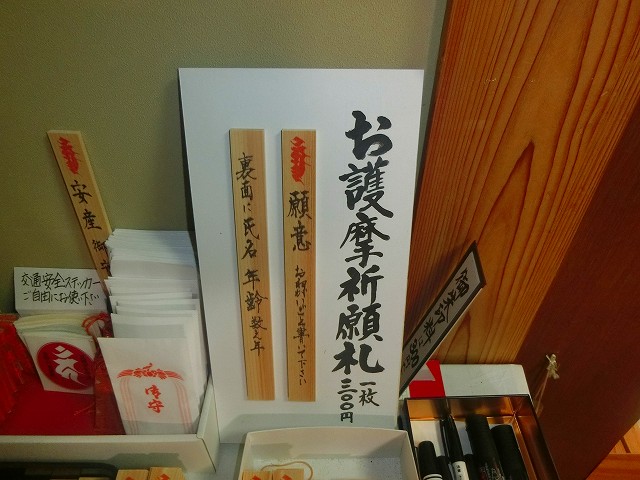 お護摩祈願札
一枚
三〇〇円
願意
お願いごとを書いて下さい
裏面に氏名年齢数え年
安産
交通安全ステッカー
ご自由にお使い下さい
御守